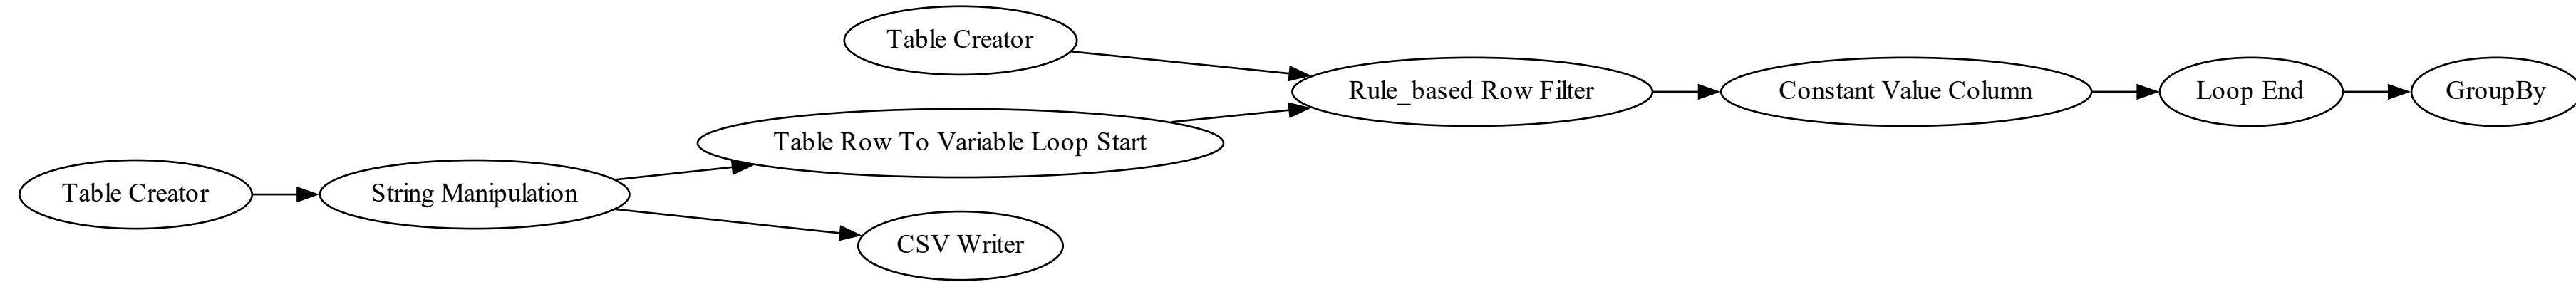 Table Creator
Rule_based Row Filter
Constant Value Column
Loop End
GroupBy
Table Row To Variable Loop Start
Table Creator
String Manipulation
CSV Writer